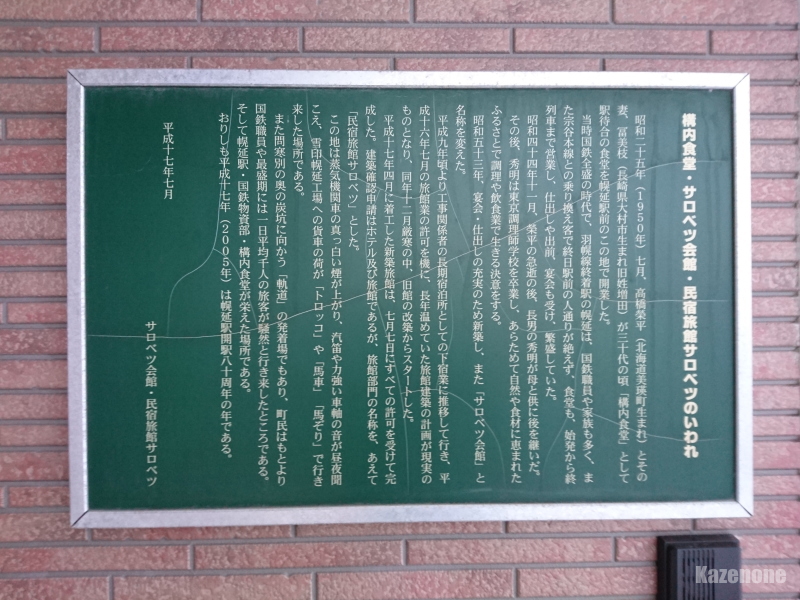 構内食堂・サロベツ会館・民宿旅館サロベツのいわれ
昭和二十五年（1950年）七月、高橋榮平（北海道美瑛町生まれ）とその
妻、冨美枝（長崎県大村市生まれ旧姓増田）が三十代の頃「構内食堂」として
駅待合の食堂を幌延駅前のこの地で開業した。
当時国鉄全盛の時代で、羽幌線終着駅の幌延は、国鉄職員や家族も多く、ま
た宗谷本線との乗り換え客で終日駅前の人通りが絶えず、食堂も、始発から終
列車まで営業し、仕出しや出前、宴会も受け、繁盛していた。
昭和四十四年十一月、榮平の急逝の後、長男の秀明が母と供に後を継いだ。
その後、秀明は東京調理師学校を卒業し、あらためて自然や食材に恵まれた
ふるさとで調理や飲食業で生きる決意をする。
昭和五十三年、宴会・仕出しの充実のため新築し、また「サロベツ会館」と
名称を変えた。
平成九年頃より工事関係者の長期宿泊用としての下宿業に推移して行き、平
成十六年七月の旅館業の許可を機に、長年温めていた旅館建築の計画が現実の
ものとなり、同年十二月厳寒の中、旧館の改築からスタートした。
平成十七年四月に着工した新築旅館は、七月七日にすべての許可を受けて完
成した。建築確認申請はホテル及び旅館であるが、旅館部門の名称を、あえて
「民宿旅館サロベツ」とした。
この地は蒸気機関車の真っ白い煙が上がり、汽笛や力強い車軸の音が昼夜聞
こえ、雪印幌延工場への貨車の荷が「トロッコ」や「馬車」「馬ぞり」で行き
来した場所である。
また問寒別の奥の炭坑に向かう「軌道」の発着場でもあり、町民はもとより
国鉄職員や最盛期には一日平均千人の旅客が騒然と行き来したところである。
そして幌延駅・国鉄物資部・構内食堂が栄えた場所である。
おりしも平成十七年（2005年）は幌延駅開駅八十周年の年である。
平成十七年七月
サロベツ会館・民宿旅館サロベツ
Kazenone